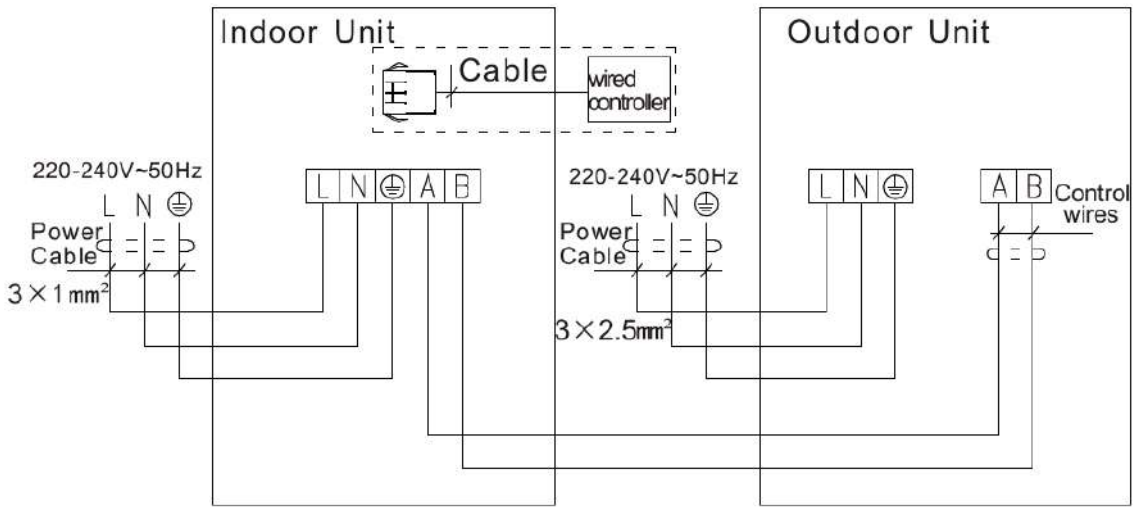 Indoor Unit
Outdoor Unit
Cable
wired
controller
220-240V~50Hz
L N ⏚
Power
Cable
3×1mm²
L N ⏚ A B
220-240V~50Hz
L N ⏚
Power
Cable
3×2.5mm²
L N ⏚
A B
Control
wires